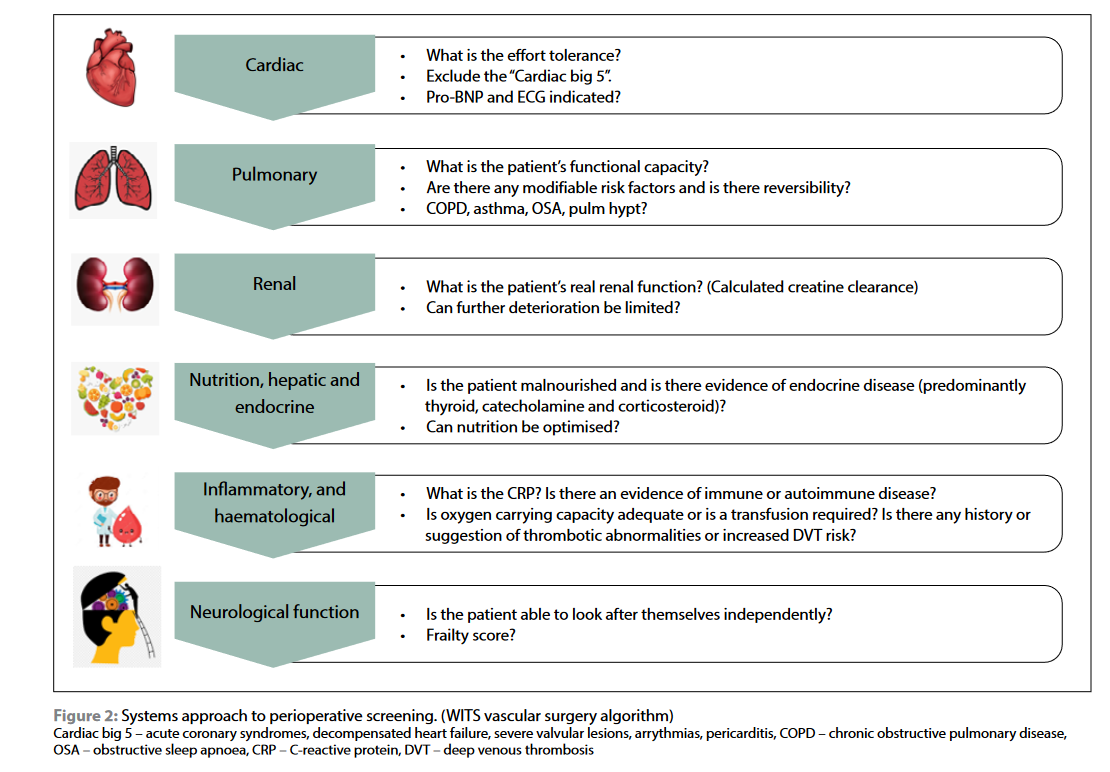 Cardiac
• What is the effort tolerance?
• Exclude the “Cardiac big 5”.
• Pro-BNP and ECG indicated?
Pulmonary
• What is the patient’s functional capacity?
• Are there any modifiable risk factors and is there reversibility?
• COPD, asthma, OSA, pulm hypt?
Renal
• What is the patient’s real renal function? (Calculated creatine clearance)
• Can further deterioration be limited?
Nutrition, hepatic and
endocrine
• Is the patient malnourished and is there evidence of endocrine disease (predominantly
thyroid, catecholamine and corticosteroid)?
• Can nutrition be optimised?
Inflammatory, and
haematological
• What is the CRP? Is there an evidence of immune or autoimmune disease?
• Is oxygen carrying capacity adequate or is a transfusion required? Is there any history or
suggestion of thrombotic abnormalities or increased DVT risk?
Neurological function
• Is the patient able to look after themselves independently?
• Frailty score?
Figure 2: Systems approach to perioperative screening. (WITS vascular surgery algorithm)
Cardiac big 5 – acute coronary syndromes, decompensated heart failure, severe valvular lesions, arrythmias, pericarditis, COPD – chronic obstructive pulmonary disease,
OSA – obstructive sleep apnoea, CRP – C-reactive protein, DVT – deep venous thrombosis